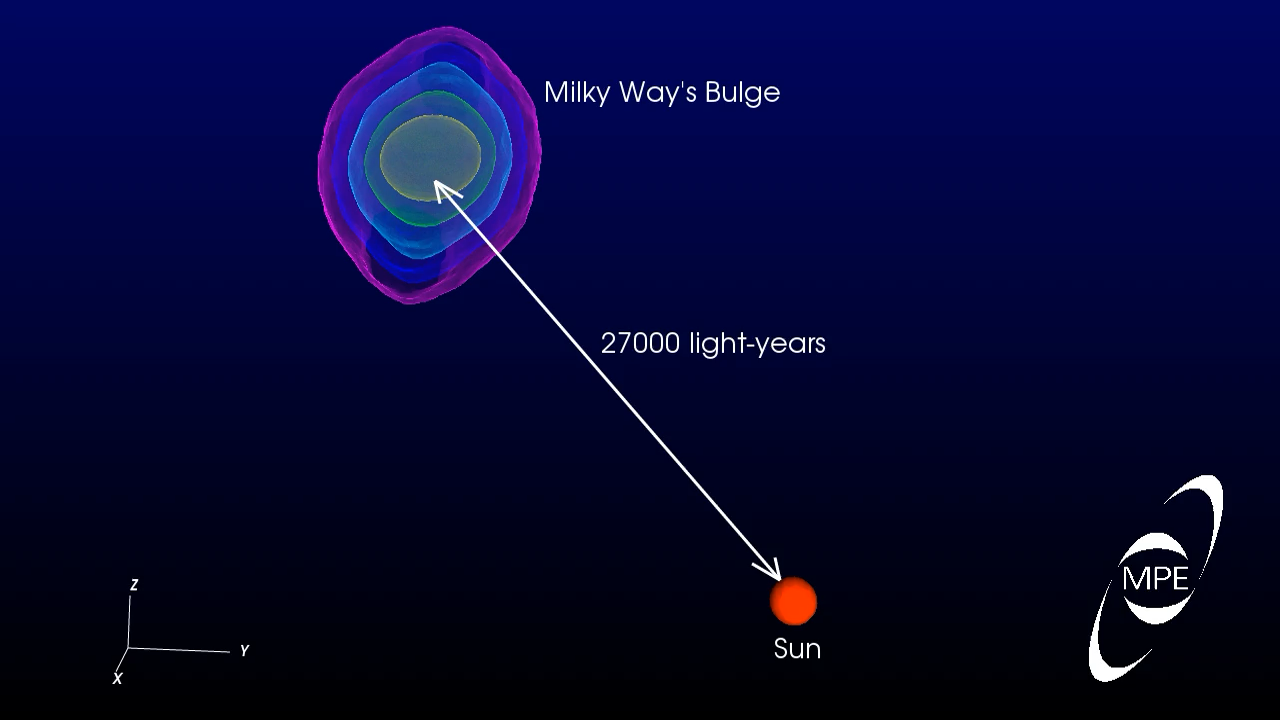 Milky Way's Bulge
27000 light-years
Sun
Z
Y
X
MPE